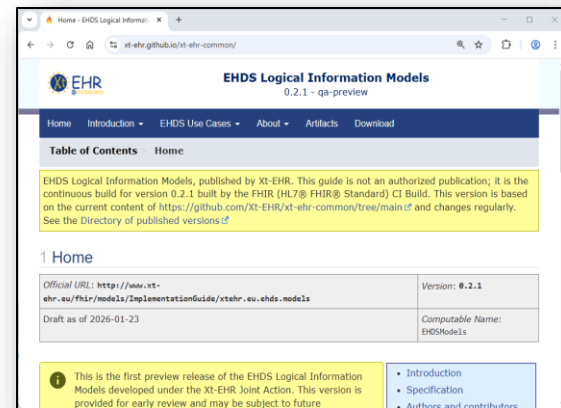 Home - EHDS Logical Informat
xt-ehr.github.io/xt-ehr-common/
EHR
EHDS Logical Information Models
0.2.1 - qa-preview
Home Introduction EHDS Use Cases About Artifacts Download
Table of Contents > Home
EHDS Logical Information Models, published by Xt-EHR. This guide is not an authorized publication; it is the
continuous build for version 0.2.1 built by the FHIR (HL7® FHIR® Standard) CI Build. This version is based
on the current content of https://github.com/Xt-EHR/xt-ehr-common/tree/main and changes regularly.
See the Directory of published versions
1 Home
Official URL: http://www.xt-
ehr.eu/fhir/models/ImplementationGuide/xtehr.eu.ehds.models
Version: 0.2.1
Draft as of 2026-01-23
Computable Name:
EHDSModels
This is the first preview release of the EHDS Logical Information
Models developed under the Xt-EHR Joint Action. This version is
provided for early review and may be subject to future
• Introduction
• Specification
• Authors and contributors